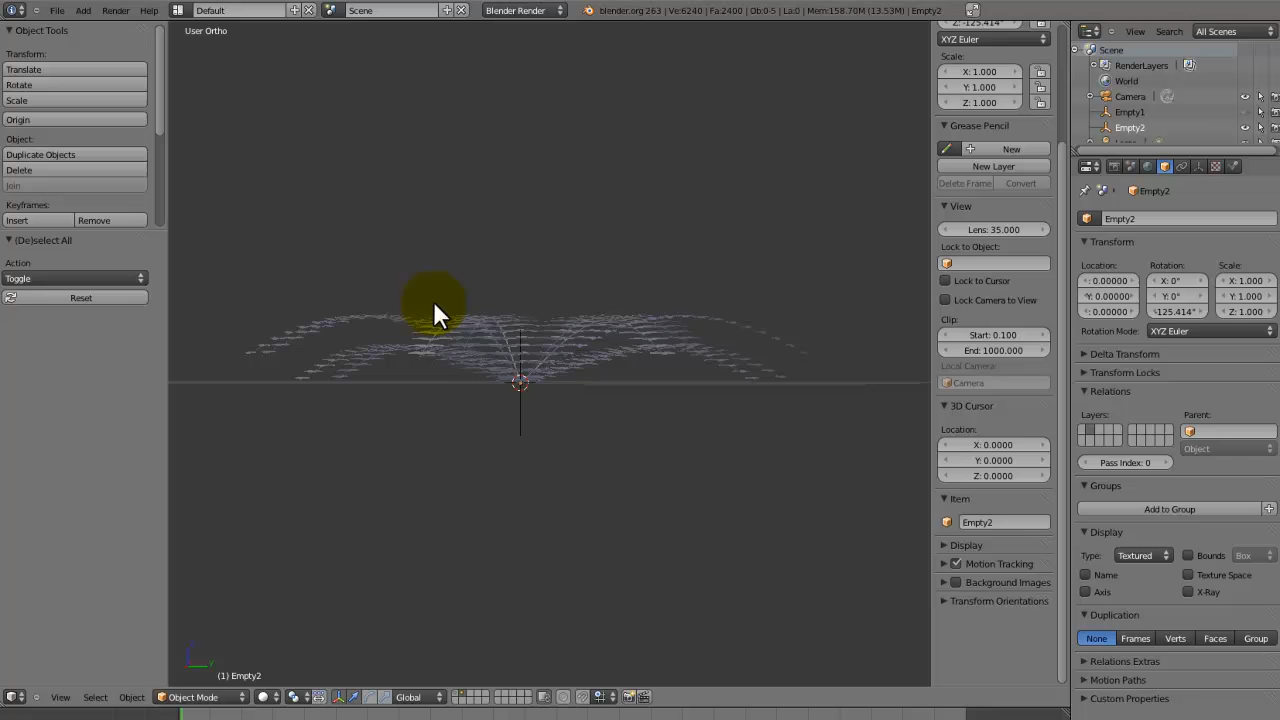 File Add Render Help Default Scene Blender Render blender.org 263 | Ve:6240 | Fa:2400 | Ob:0-5 | La:0 | Mem:158.70M (13.53M) | Empty2
Object Tools
Transform:
Translate
Rotate
Scale
Origin
Object:
Duplicate Objects
Delete
Join
Keyframes:
Insert Remove
(De)select All
Action
Toggle
Reset
User Ortho
(1) Empty2
View Select Object Object Mode Global
Z: -125.414°
XYZ Euler
Scale:
X: 1.000
Y: 1.000
Z: 1.000
Grease Pencil
New
New Layer
Delete Frame Convert
View
Lens: 35.000
Lock to Object:
Lock to Cursor
Lock Camera to View
Clip:
Start: 0.100
End: 1000.000
Local Camera:
Camera
3D Cursor
Location:
X: 0.0000
Y: 0.0000
Z: 0.0000
Item
Empty2
Display
Motion Tracking
Background Images
Transform Orientations
View Search All Scenes
Scene
RenderLayers
World
Camera
Empty1
Empty2
Empty2
Empty2
Transform
Location: Rotation: Scale:
: 0.00000 X: 0° X: 1.000
Y: 0.00000 Y: 0° Y: 1.000
: 0.00000 125.414° Z: 1.000
Rotation Mode: XYZ Euler
Delta Transform
Transform Locks
Relations
Layers: Parent:
Object
Pass Index: 0
Groups
Add to Group
Display
Type: Textured Bounds Box
Name Texture Space
Axis X-Ray
Duplication
None Frames Verts Faces Group
Relations Extras
Motion Paths
Custom Properties